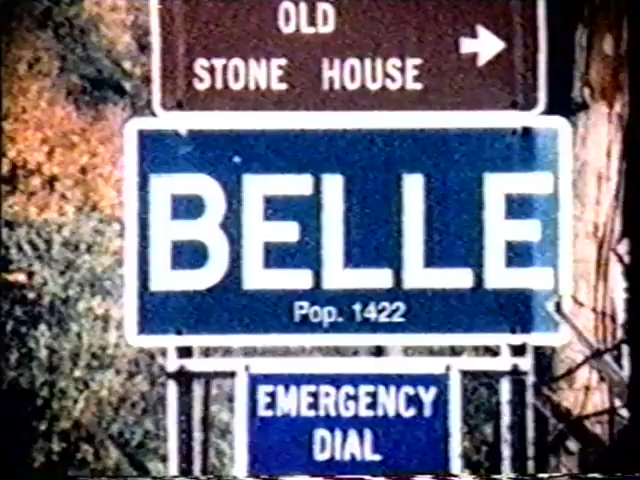 OLD
STONE HOUSE
BELLE
Pop. 1422
EMERGENCY
DIAL